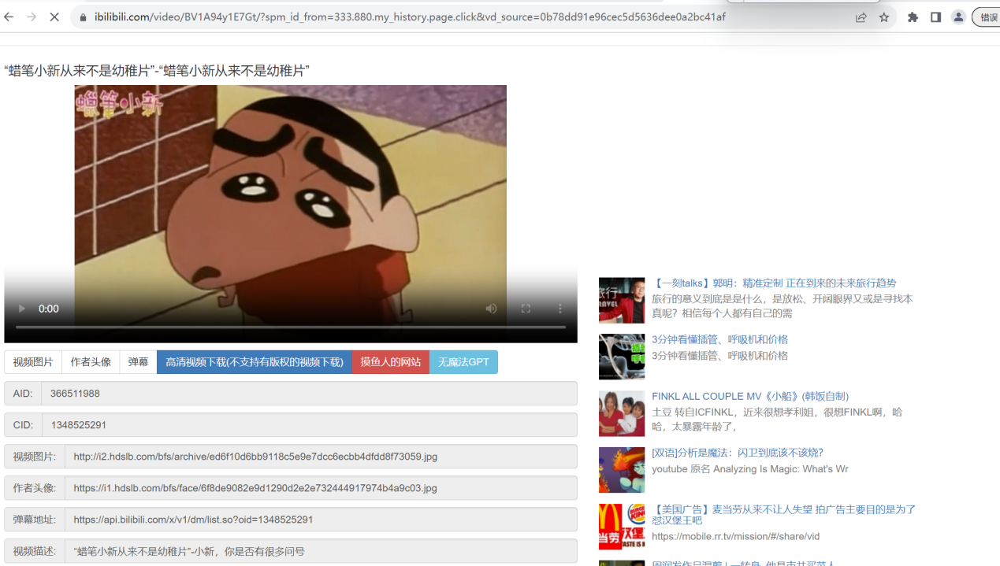 ibilibili.com/video/BV1A94y1E7Gt/?spm_id_from=333.880.my_history.page.click&vd_source=0b78dd91e96cec5d5636dee0a2bc41af
错误
“蜡笔小新从来不是幼稚片”-“蜡笔小新从来不是幼稚片”
蠟筆小新
0:00
视频图片 作者头像 弹幕 高清视频下载(不支持有版权的视频下载) 摸鱼人的网站 无魔法GPT
AID: 366511988
CID: 1348525291
视频图片: http://i2.hdslb.com/bfs/archive/ed6f10c6bb9118c5e9e7dcc6ecbb4dfdd8f73059.jpg
作者头像: https://i1.hdslb.com/bfs/face/6f8de9082e9d1290d2e2e732444917974b4a9c03.jpg
弹幕地址: https://api.bilibili.com/x/v1/dm/list.so?oid=1348525291
视频描述: “蜡笔小新从来不是幼稚片”-小新，你是否有很多问号
【一刻talks】郭明：精准定制 正在到来的未来旅行趋势
旅行的意义到底是是什么，是放松、开阔眼界又或是寻找本
真呢？相信每个人都有自己的需
3分钟看懂插管、呼吸机和价格
3分钟看懂插管、呼吸机和价格
FINKL ALL COUPLE MV《小船》(韩饭自制)
土豆 转自ICFINKL，近来很想孝利姐，很想FINKL啊，哈
哈，太暴露年龄了，
[双语]分析是魔法：闪卫到底该不该烧？
youtube 原名 Analyzing Is Magic: What's Wr
【美国广告】麦当劳从来不让人失望 拍广告主要目的是为了
怼汉堡王吧
https://mobile.rr.tv/mission/#/share/vid